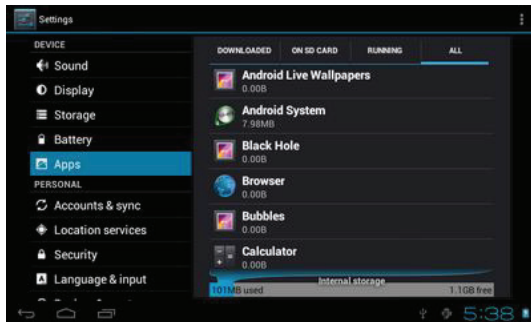 Settings
DEVICE
Sound
Display
Storage
Battery
Apps
PERSONAL
Accounts & sync
Location services
Security
Language & input
DOWNLOADED
ON SD CARD
RUNNING
ALL
Android Live Wallpapers
0.00B
Android System
7.98MB
Black Hole
0.00B
Browser
0.00B
Bubbles
0.00B
Calculator
0.00B
Internal storage
101MB used
1.1GB free
5:38